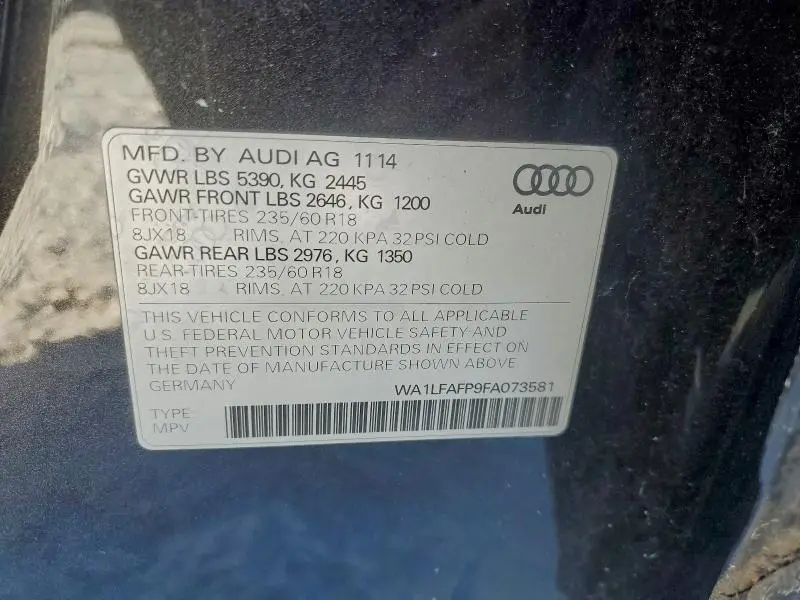 MFD. BY AUDI AG 1114
GVWR LBS 5390, KG 2445
GAWR FRONT LBS 2646, KG 1200
FRONT-TIRES 235/60 R18
8JX18 RIMS, AT 220 KPA 32 PSI COLD
GAWR REAR LBS 2976, KG 1350
REAR-TIRES 235/60 R18
8JX18 RIMS, AT 220 KPA 32 PSI COLD
Audi
THIS VEHICLE CONFORMS TO ALL APPLICABLE
U.S. FEDERAL MOTOR VEHICLE SAFETY AND
THEFT PREVENTION STANDARDS IN EFFECT ON
THE DATE OF MANUFACTURE SHOWN ABOVE
GERMANY WA1LFAFP9FA073581
TYPE:
MPV